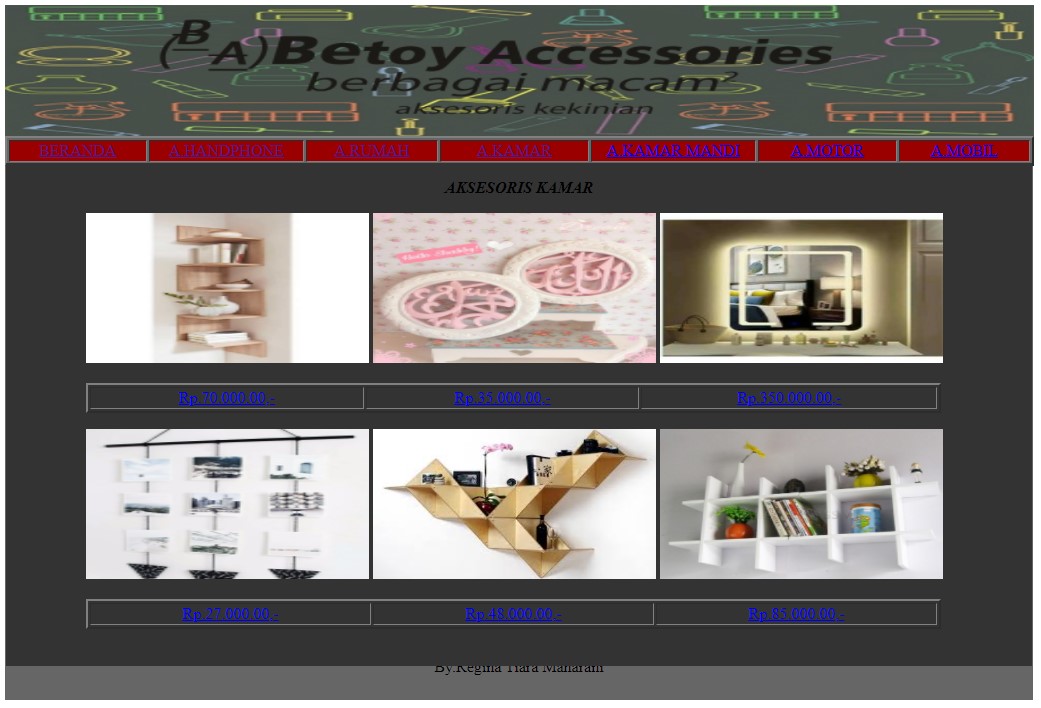 (B A) Betoy Accessories
berbagai macam²
aksesoris kekinian
BERANDA A HANDPHONE A RUMAH A KAMAR A KAMAR MANDI A MOTOR A MOBIL
AKSESORIS KAMAR
Rp.70.000.00,- Rp.35.000.00,- Rp.350.000.00,-
Rp.27.000.00,- Rp.48.000.00,- Rp.85.000.00,-
By.Regina Tiara Maharani